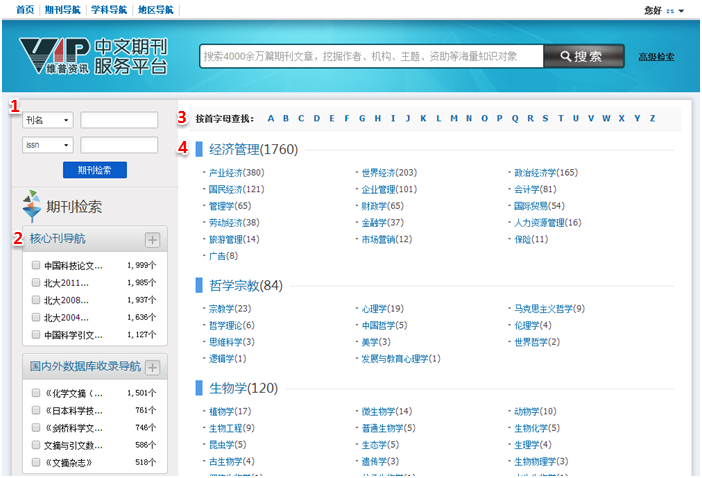 首页 期刊导航 学科导航 地区导航 您好 zs
VIP 维普资讯 中文期刊服务平台
搜索4000余万篇期刊文章，挖掘作者、机构、主题、资助等海量知识对象 搜索 高级检索
1
刊名
issn
期刊检索
期刊检索
2 核心刊导航 +
中国科技论文... 1,999个
北大2011... 1,985个
北大2008... 1,937个
北大2004... 1,636个
中国科学引文... 1,127个
国内外数据库收录导航 +
《化学文摘（... 1,501个
《日本科学技... 761个
《剑桥科学文... 746个
文摘与引文数... 586个
《文摘杂志》 518个
3 按首字母查找： A B C D E F G H I J K L M N O P Q R S T U V W X Y Z
4 经济管理(1760)
· 产业经济(380) · 世界经济(203) · 政治经济学(165)
· 国民经济(121) · 企业管理(101) · 会计学(81)
· 管理学(65) · 财政学(65) · 国际贸易(54)
· 劳动经济(38) · 金融学(37) · 人力资源管理(16)
· 旅游管理(14) · 市场营销(12) · 保险(11)
· 广告(8)
哲学宗教(84)
· 宗教学(23) · 心理学(19) · 马克思主义哲学(9)
· 哲学理论(6) · 中国哲学(5) · 伦理学(4)
· 思维科学(3) · 美学(3) · 世界哲学(2)
· 逻辑学(1) · 发展与教育心理学(1)
生物学(120)
· 植物学(17) · 微生物学(14) · 动物学(10)
· 生物工程(9) · 普通生物学(5) · 生物化学(5)
· 昆虫学(5) · 生态学(5) · 生理学(4)
· 古生物学(4) · 遗传学(3) · 生物物理学(3)